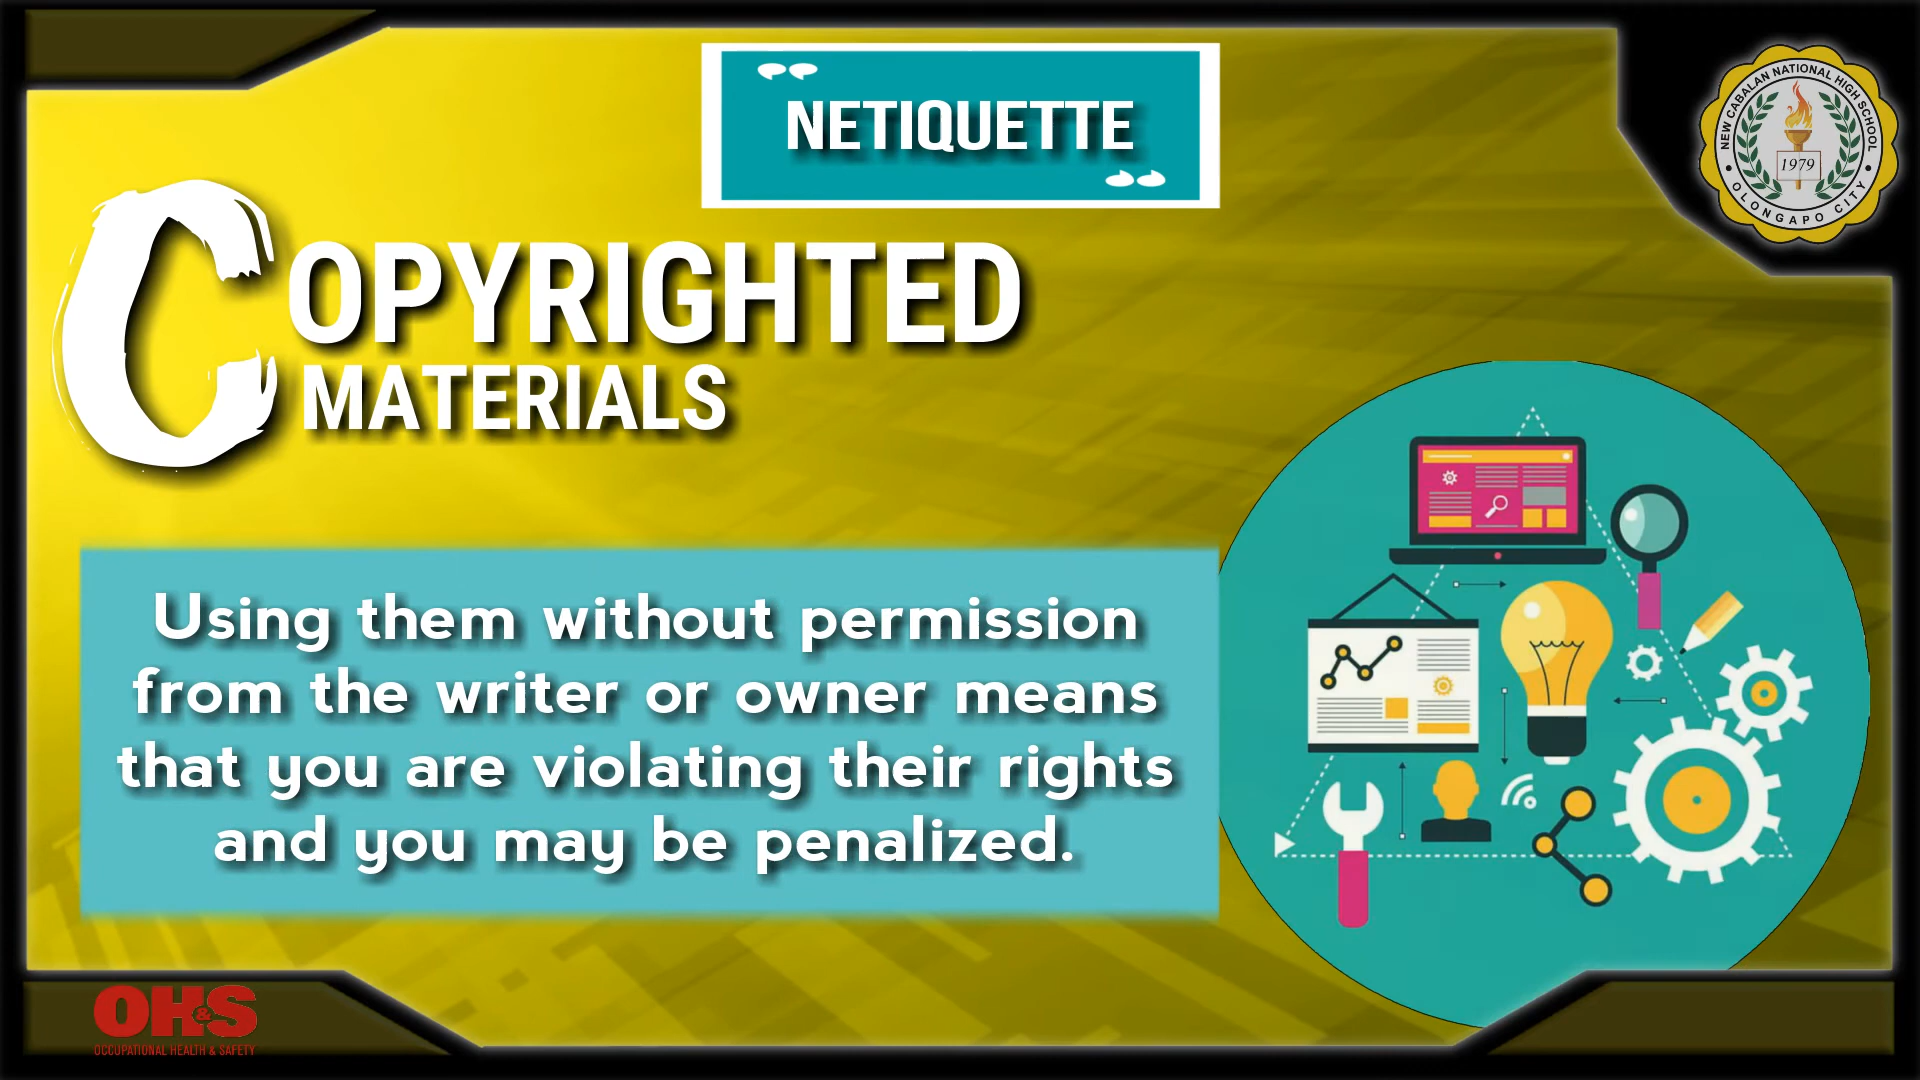 NETIQUETTE
NEW CABALAN NATIONAL HIGH SCHOOL
1979
OLONGAPO CITY
COPYRIGHTED
MATERIALS
Using them without permission
from the writer or owner means
that you are violating their rights
and you may be penalized.
OH&S
OCCUPATIONAL HEALTH & SAFETY